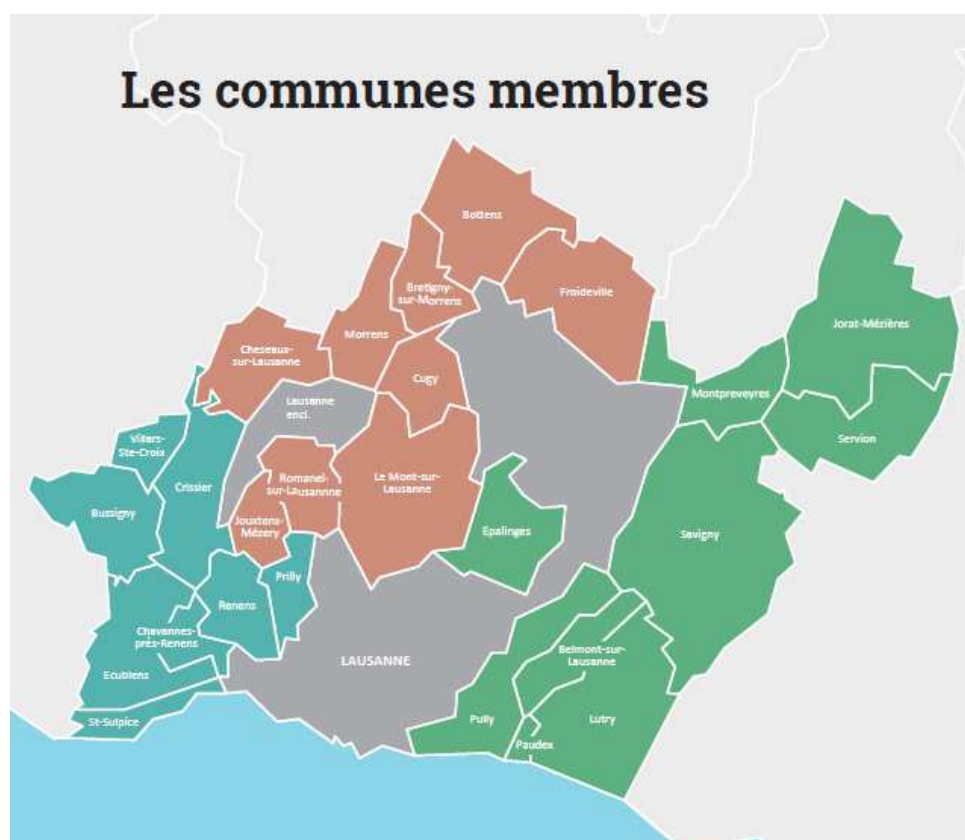 Les communes membres
Bottens
Bretigny-
sur-Morrens
Froideville
Jorat-Mézières
Morrens
Cheseaux-
sur-Lausanne
Cugy
Montpreveyres
Lausanne
encl.
Servion
Villars-
Ste-Croix
Crissier
Romanel-
sur-Lausannne
Le Mont-sur-
Lausanne
Bussigny
Jouxtens-
Mézery
Epalinges
Savigny
Prilly
Renens
Chavannes-
près-Renens
Belmont-sur-
Lausanne
LAUSANNE
Ecublens
St-Sulpice
Pully
Lutry
Paudex